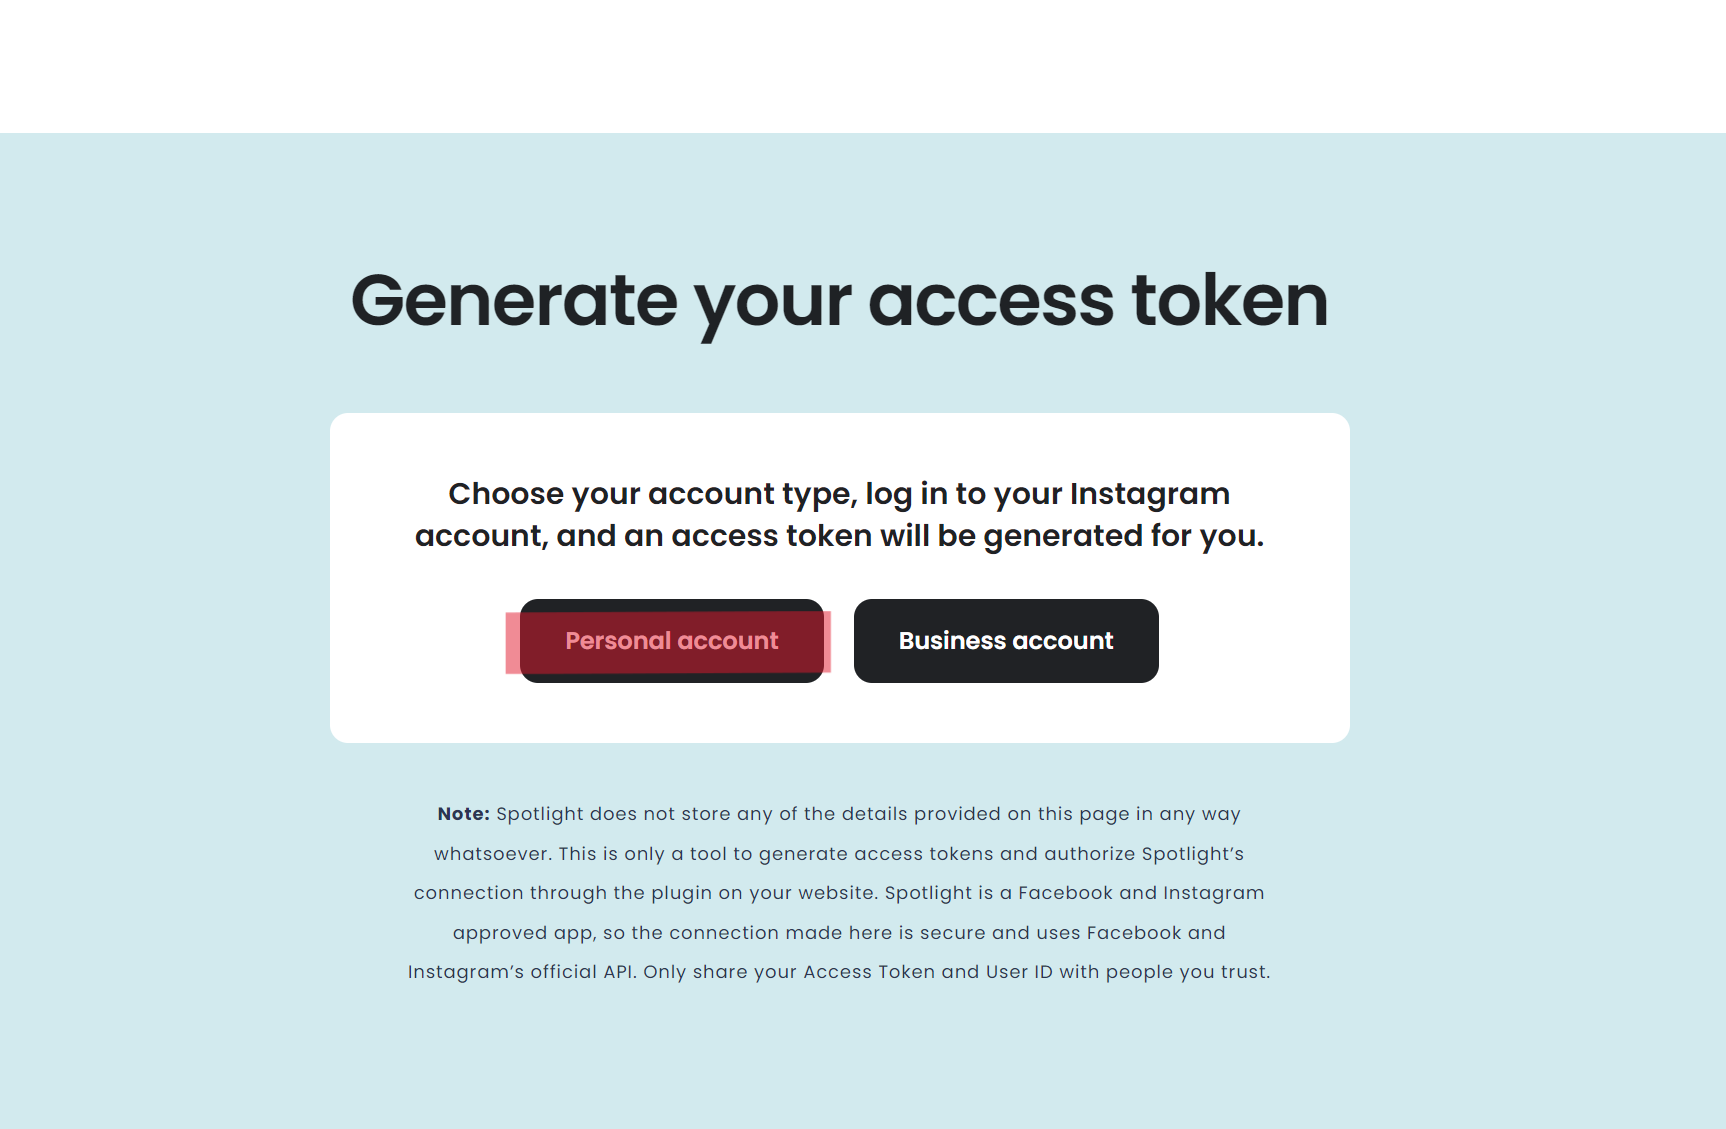 Generate your access token
Choose your account type, log in to your Instagram
account, and an access token will be generated for you.
Personal account
Business account
Note: Spotlight does not store any of the details provided on this page in any way
whatsoever. This is only a tool to generate access tokens and authorize Spotlight’s
connection through the plugin on your website. Spotlight is a Facebook and Instagram
approved app, so the connection made here is secure and uses Facebook and
Instagram’s official API. Only share your Access Token and User ID with people you trust.